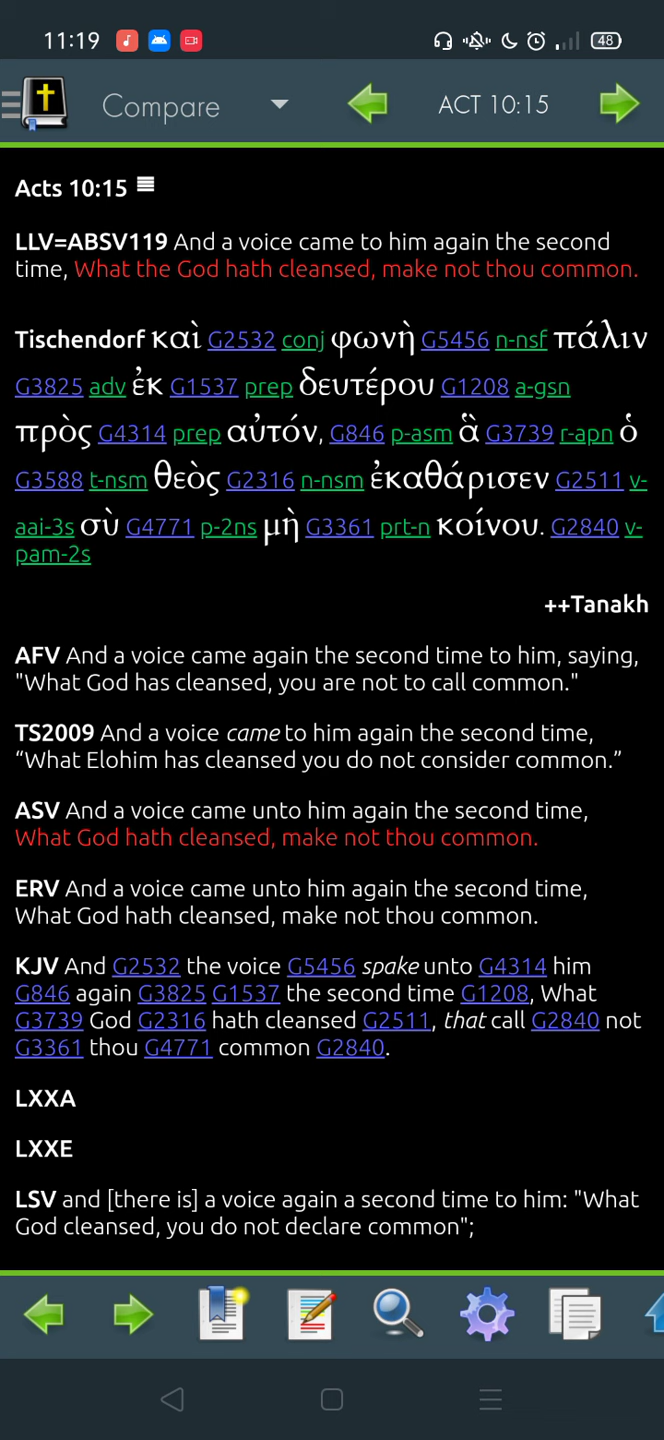 11:19
48
Compare
ACT 10:15
Acts 10:15
LLV=ABSV119 And a voice came to him again the second
time, What the God hath cleansed, make not thou common.
Tischendorf καὶ G2532 conj φωνὴ G5456 n-nsf πάλιν
G3825 adv ἐκ G1537 prep δευτέρου G1208 a-gsn
πρὸς G4314 prep αὐτόν, G846 p-asm ἃ G3739 r-apn ὁ
G3588 t-nsm θεὸς G2316 n-nsm ἐκαθάρισεν G2511 v-
aai-3s σὺ G4771 p-2ns μὴ G3361 prt-n κοίνου. G2840 v-
pam-2s
++Tanakh
AFV And a voice came again the second time to him, saying,
"What God has cleansed, you are not to call common."
TS2009 And a voice came to him again the second time,
“What Elohim has cleansed you do not consider common.”
ASV And a voice came unto him again the second time,
What God hath cleansed, make not thou common.
ERV And a voice came unto him again the second time,
What God hath cleansed, make not thou common.
KJV And G2532 the voice G5456 spake unto G4314 him
G846 again G3825 G1537 the second time G1208, What
G3739 God G2316 hath cleansed G2511, that call G2840 not
G3361 thou G4771 common G2840.
LXXA
LXXE
LSV and [there is] a voice again a second time to him: "What
God cleansed, you do not declare common";